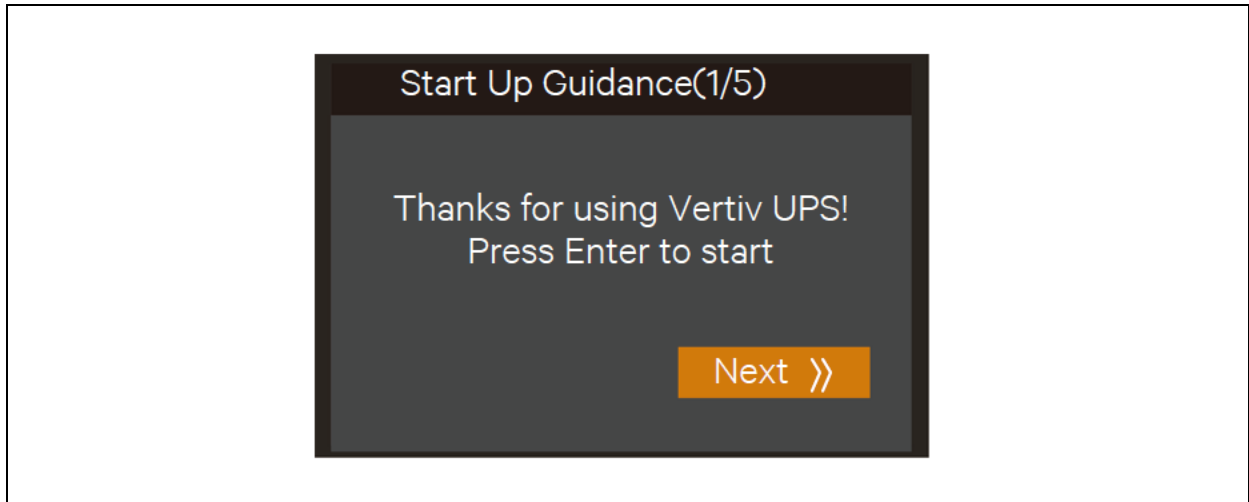 Start Up Guidance(1/5)
Thanks for using Vertiv UPS!
Press Enter to start
Next